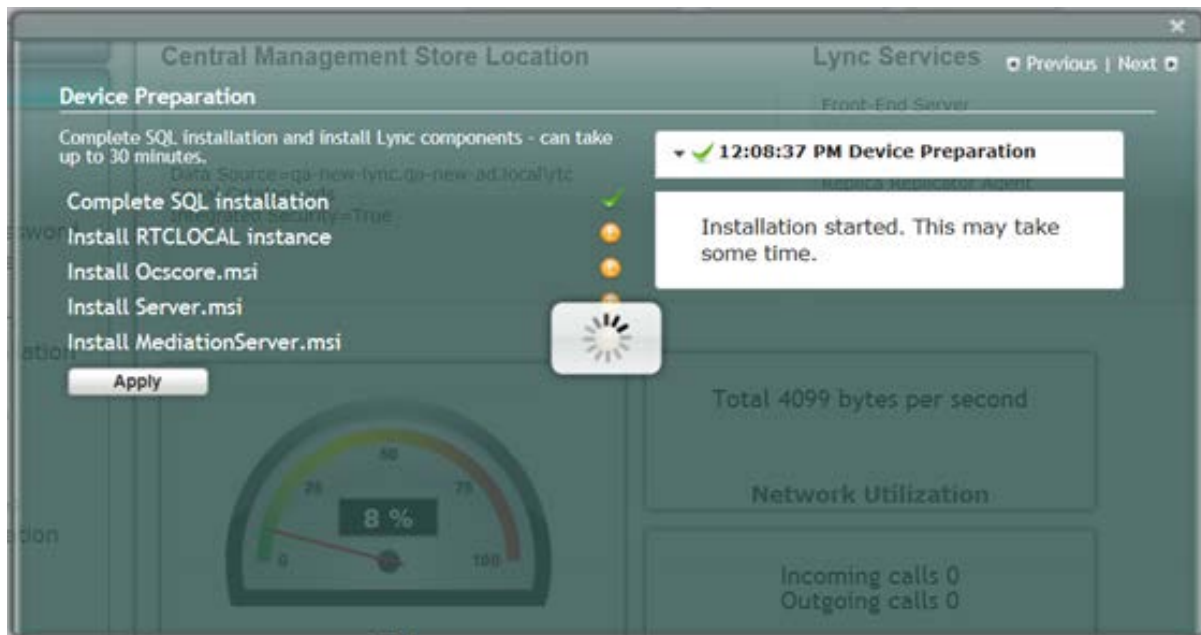 Central Management Store Location
Lync Services
Previous | Next
Device Preparation
Front-End Server
Complete SQL installation and install Lync components - can take
up to 30 minutes.
12:08:37 PM Device Preparation
Data Source=qa-new-lync.qa-new-ad.local\rtc
Replica Replicator Agent
Complete SQL installation
Integrated Security=True
Install RTCLOCAL instance
Installation started. This may take
some time.
Install Ocscore.msi
Install Server.msi
Install MediationServer.msi
Apply
Total 4099 bytes per second
50
25
75
8 %
0
100
Network Utilization
Incoming calls 0
Outgoing calls 0